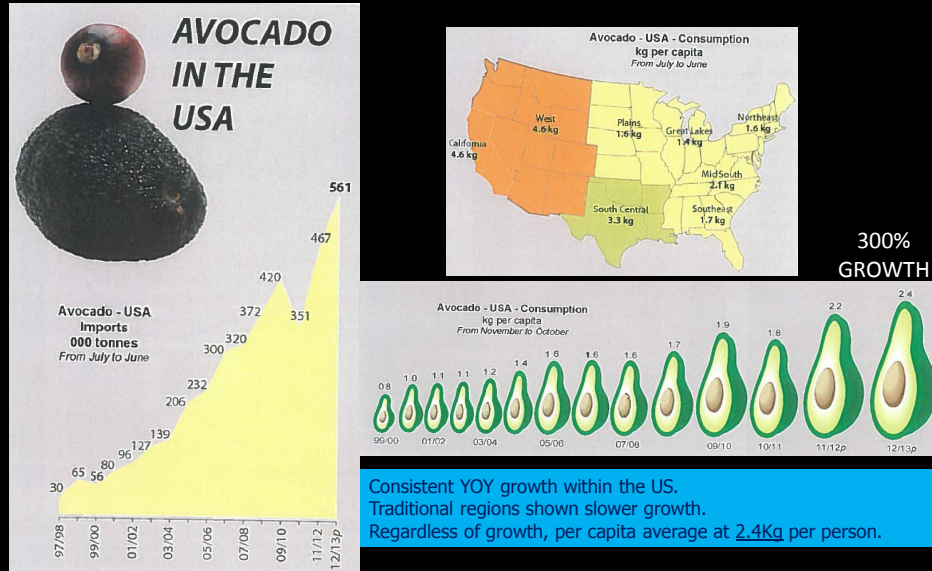 AVOCADO
IN THE
USA
561
467
420
351
372
320
300
232
206
139
127
96
80
56
65
30
Avocado - USA
Imports
000 tonnes
From July to June
97/98
99/00
01/02
03/04
05/06
07/08
09/10
11/12
12/13p
Avocado - USA - Consumption
kg per capita
From July to June
West
4.6 kg
California
4.6 kg
Plains
1.6 kg
Great Lakes
1.4 kg
Northeast
1.6 kg
MidSouth
2.1 kg
South Central
3.3 kg
Southeast
1.7 kg
300%
GROWTH
Avocado - USA - Consumption
kg per capita
From November to October
0.8
1.0
1.1
1.1
1.2
1.4
1.6
1.6
1.6
1.7
1.9
1.8
2.2
2.4
99/00
01/02
03/04
05/06
07/08
09/10
10/11
11/12p
12/13p
Consistent YOY growth within the US.
Traditional regions shown slower growth.
Regardless of growth, per capita average at 2.4Kg per person.